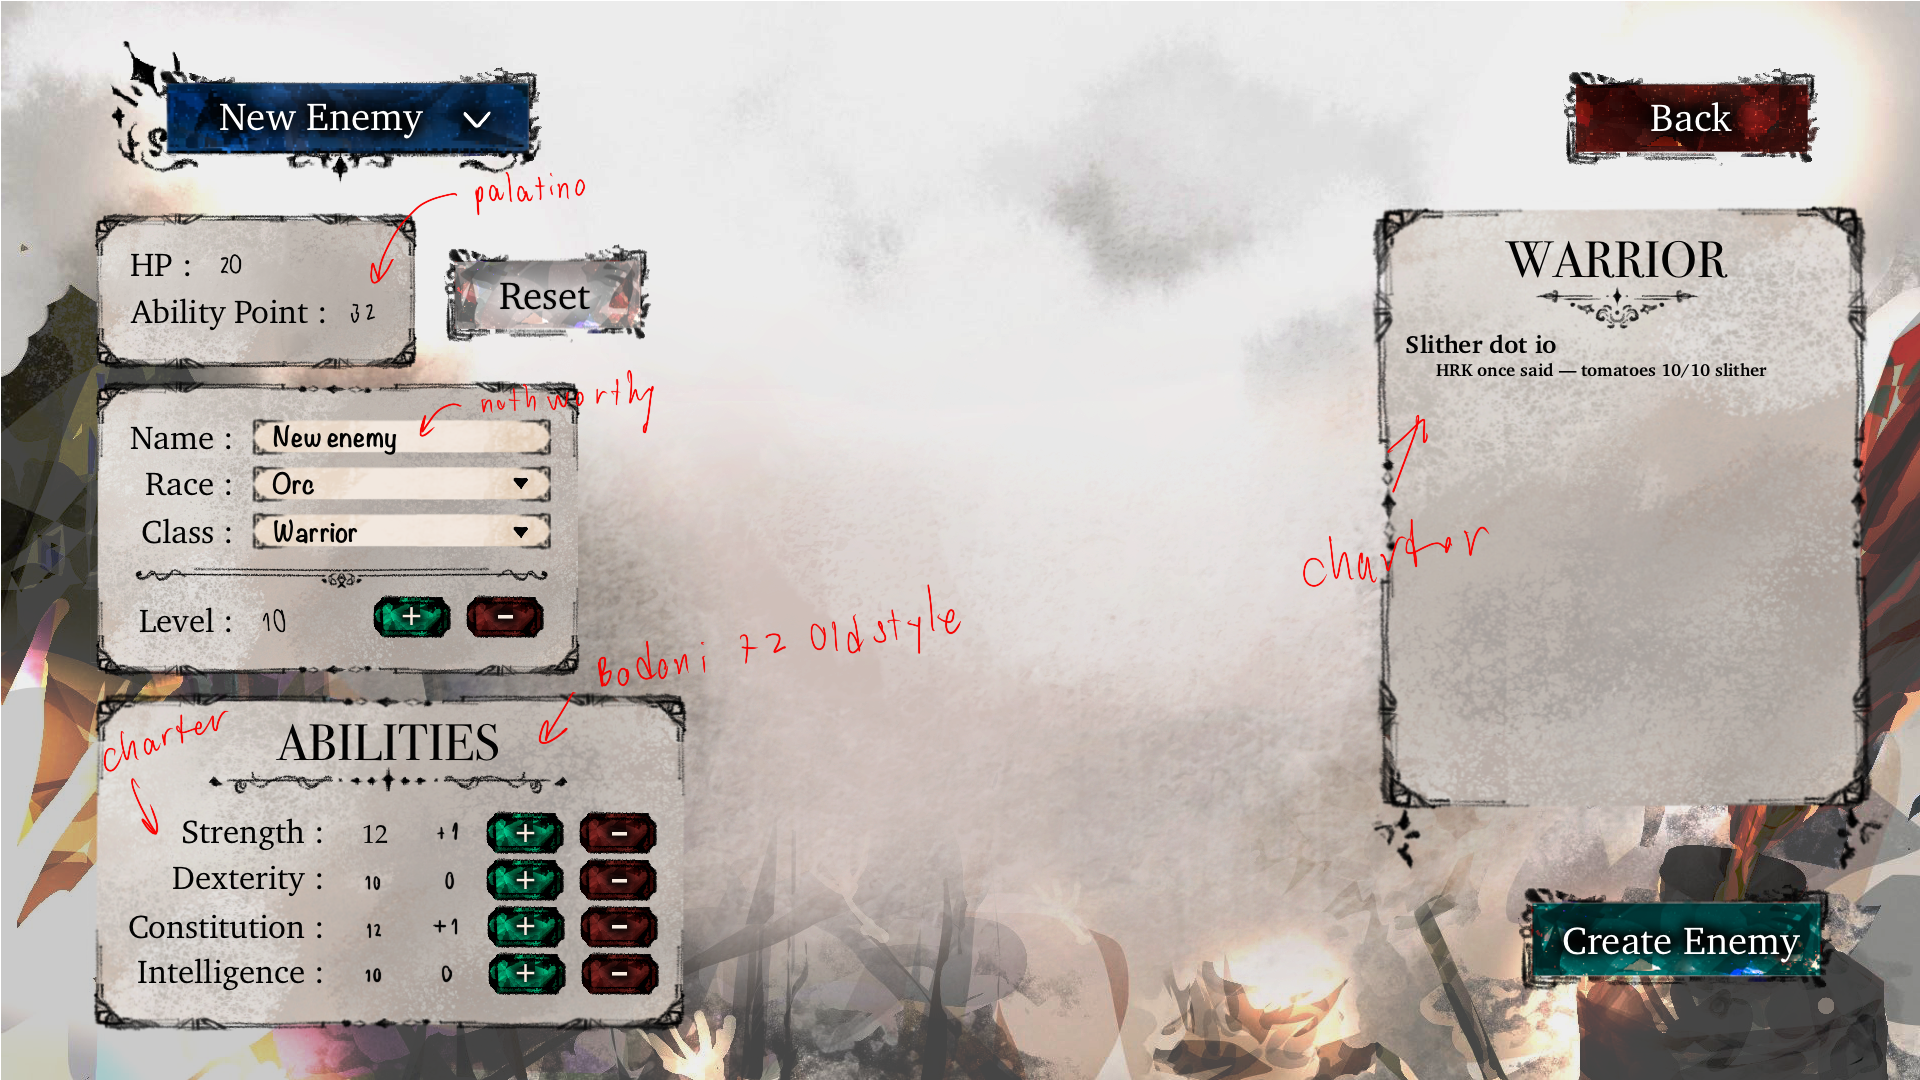 New Enemy
Back
palatino
HP : 20
Ability Point : 32
Reset
nothworthy
Name : New enemy
Race : Orc
Class : Warrior
Level : 10 + -
Bodoni 72 Oldstyle
charter
ABILITIES
Strength : 12 +1 + -
Dexterity : 10 0 + -
Constitution : 12 +1 + -
Intelligence : 10 0 + -
WARRIOR
Slither dot io
HRK once said — tomatoes 10/10 slither
charter
Create Enemy